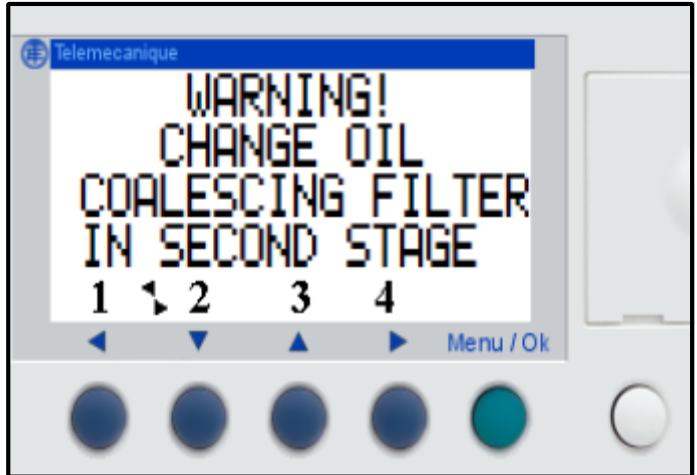 Telemecanique
WARNING!
CHANGE OIL
COALESCING FILTER
IN SECOND STAGE
1 2 3 4
Menu / Ok